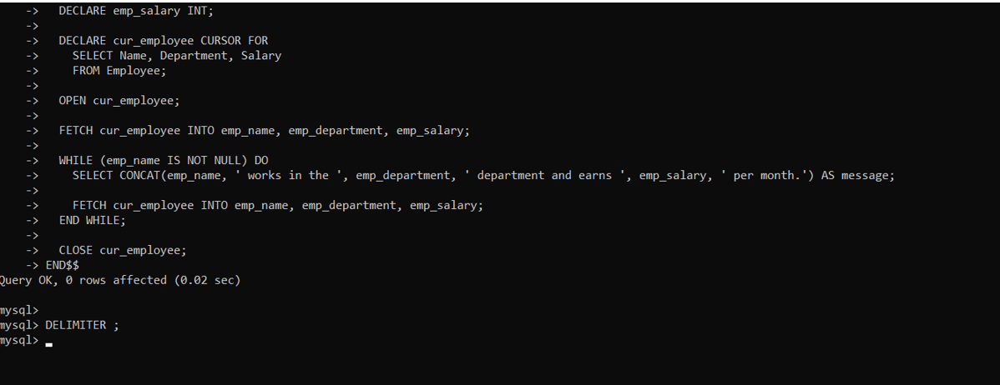 ->   DECLARE emp_salary INT;
    ->
    ->   DECLARE cur_employee CURSOR FOR
    ->     SELECT Name, Department, Salary
    ->     FROM Employee;
    ->
    ->   OPEN cur_employee;
    ->
    ->   FETCH cur_employee INTO emp_name, emp_department, emp_salary;
    ->
    ->   WHILE (emp_name IS NOT NULL) DO
    ->     SELECT CONCAT(emp_name, ' works in the ', emp_department, ' department and earns ', emp_salary, ' per month.') AS message;
    ->
    ->     FETCH cur_employee INTO emp_name, emp_department, emp_salary;
    ->   END WHILE;
    ->
    ->   CLOSE cur_employee;
    -> END$$
Query OK, 0 rows affected (0.02 sec)

mysql>
mysql> DELIMITER ;
mysql>